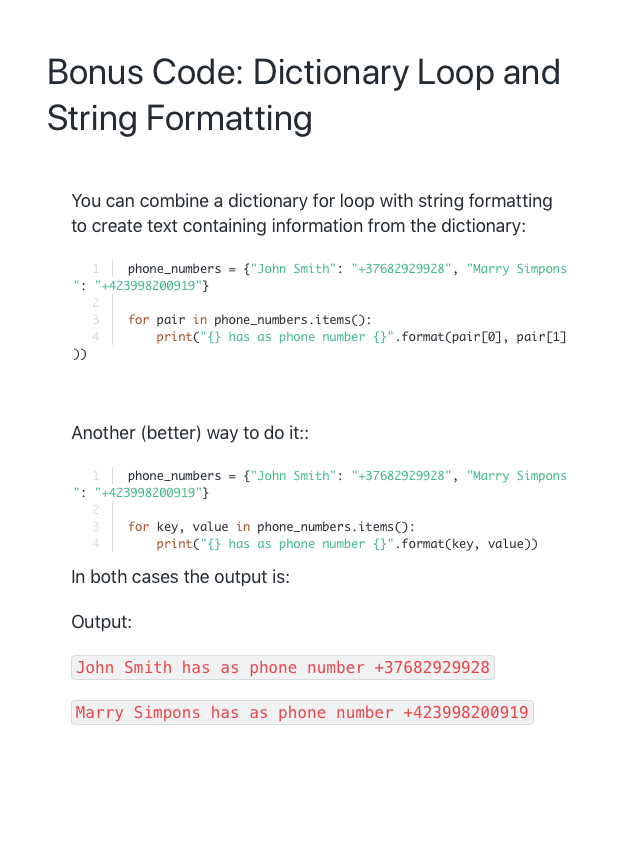 Bonus Code: Dictionary Loop and
String Formatting
You can combine a dictionary for loop with string formatting
to create text containing information from the dictionary:
1 phone_numbers = {"John Smith": "+37682929928", "Marry Simpons
": "+423998200919"}
2
3 for pair in phone_numbers.items():
4     print("{} has as phone number {}".format(pair[0], pair[1]
))
Another (better) way to do it::
1 phone_numbers = {"John Smith": "+37682929928", "Marry Simpons
": "+423998200919"}
2
3 for key, value in phone_numbers.items():
4     print("{} has as phone number {}".format(key, value))
In both cases the output is:
Output:
John Smith has as phone number +37682929928
Marry Simpons has as phone number +423998200919